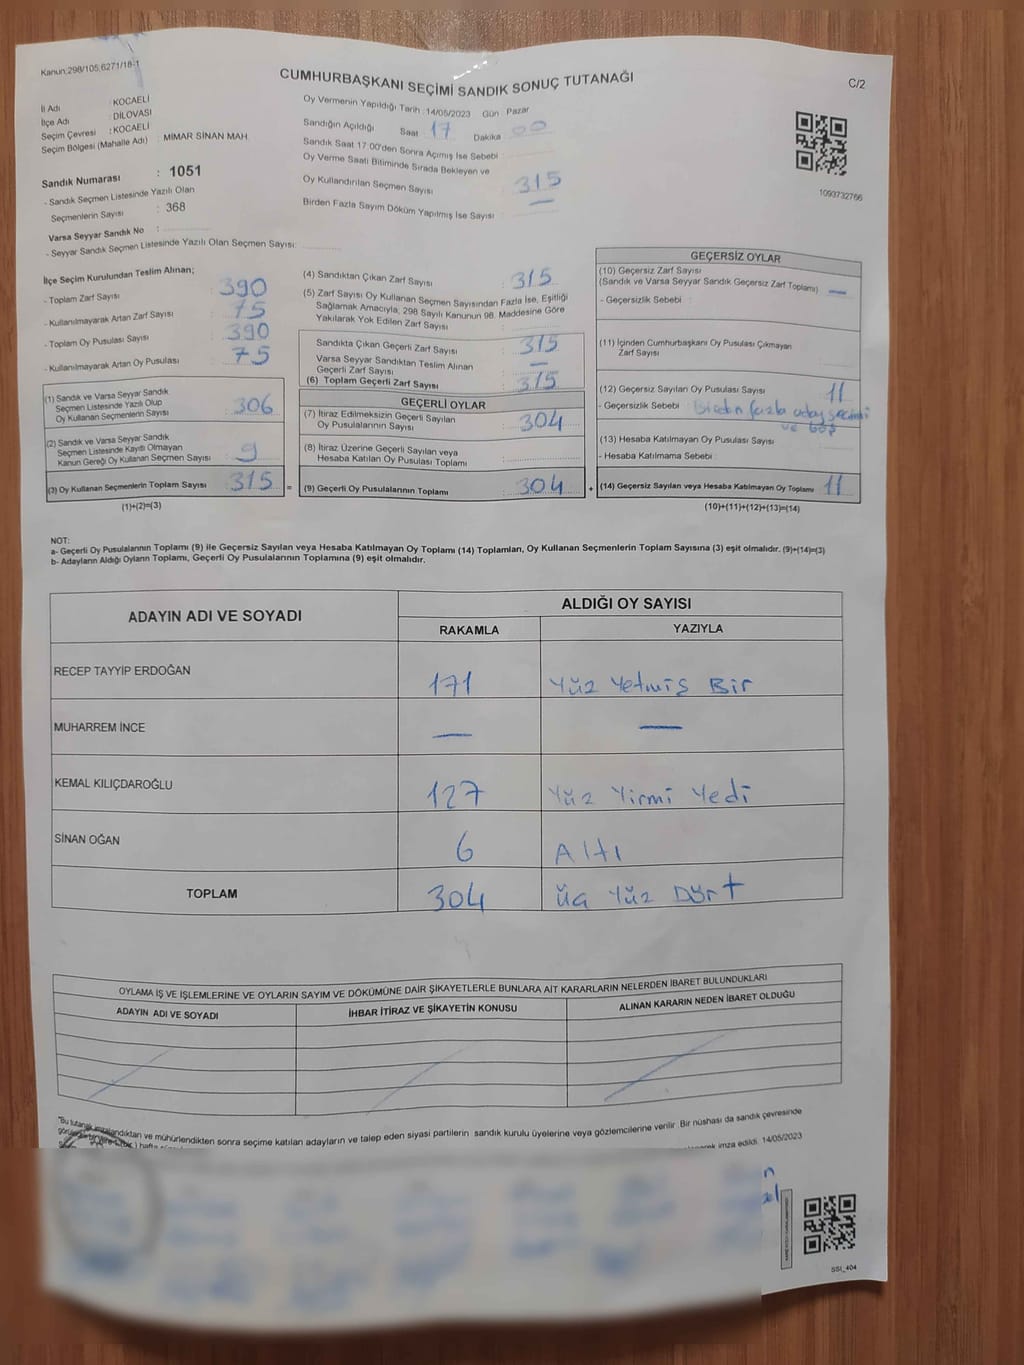 Kanun;298/105,6271/18-1
CUMHURBAŞKANI SEÇİMİ SANDIK SONUÇ TUTANAĞI
C/2
İl Adı : KOCAELİ
İlçe Adı : DİLOVASI
Seçim Çevresi : KOCAELİ
Seçim Bölgesi (Mahalle Adı) : MİMAR SİNAN MAH.
Sandık Numarası : 1051
- Sandık Seçmen Listesinde Yazılı Olan
Seçmenlerin Sayısı : 368
Varsa Seyyar Sandık No :
- Seyyar Sandık Seçmen Listesinde Yazılı Olan Seçmen Sayısı:
Oy Vermenin Yapıldığı Tarih : 14/05/2023 Gün Pazar
Sandığın Açıldığı Saat 17 Dakika 00
Sandık Saat 17.00'den Sonra Açımış İse Sebebi
Oy Verme Saati Bitiminde Sırada Bekleyen ve
Oy Kullandırılan Seçmen Sayısı 315
Birden Fazla Sayım Döküm Yapılmış İse Sayısı : —
1093732766
İlçe Seçim Kurulundan Teslim Alınan;
- Toplam Zarf Sayısı : 390
- Kullanılmayarak Artan Zarf Sayısı : 75
- Toplam Oy Pusulası Sayısı : 390
- Kullanılmayarak Artan Oy Pusulası : 75
(1) Sandık ve Varsa Seyyar Sandık
Seçmen Listesinde Yazılı Olup
Oy Kullanan Seçmenlerin Sayısı : 306
(2) Sandık ve Varsa Seyyar Sandık
Seçmen Listesinde Kayıtlı Olmayan
Kanun Gereği Oy Kullanan Seçmen Sayısı : 9
(3) Oy Kullanan Seçmenlerin Toplam Sayısı : 315 =
(1)+(2)=(3)
(4) Sandıktan Çıkan Zarf Sayısı : 315
(5) Zarf Sayısı Oy Kullanan Seçmen Sayısından Fazla İse, Eşitliği
Sağlamak Amacıyla, 298 Sayılı Kanunun 98. Maddesine Göre
Yakılarak Yok Edilen Zarf Sayısı :
Sandıkta Çıkan Geçerli Zarf Sayısı : 315
Varsa Seyyar Sandıktan Teslim Alınan
Geçerli Zarf Sayısı : —
(6) Toplam Geçerli Zarf Sayısı : 315
GEÇERLİ OYLAR
(7) İtiraz Edilmeksizin Geçerli Sayılan
Oy Pusulalarının Sayısı : 304
(8) İtiraz Üzerine Geçerli Sayılan veya
Hesaba Katılan Oy Pusulası Toplamı :
(9) Geçerli Oy Pusulalarının Toplamı : 304 +
GEÇERSİZ OYLAR
(10) Geçersiz Zarf Sayısı
(Sandık ve Varsa Seyyar Sandık Geçersiz Zarf Toplamı) —
- Geçersizlik Sebebi :
(11) İçinden Cumhurbaşkanı Oy Pusulası Çıkmayan
Zarf Sayısı :
(12) Geçersiz Sayılan Oy Pusulası Sayısı : 11
- Geçersizlik Sebebi : Birden fazla aday seçimi
ve boş
(13) Hesaba Katılmayan Oy Pusulası Sayısı
- Hesaba Katılmama Sebebi :
(14) Geçersiz Sayılan veya Hesaba Katılmayan Oy Toplamı : 11
(10)+(11)+(12)+(13)=(14)
NOT:
a- Geçerli Oy Pusulalarının Toplamı (9) ile Geçersiz Sayılan veya Hesaba Katılmayan Oy Toplamı (14) Toplamları, Oy Kullanan Seçmenlerin Toplam Sayısına (3) eşit olmalıdır. (9)+(14)=(3)
b- Adayların Aldığı Oyların Toplamı, Geçerli Oy Pusulalarının Toplamına (9) eşit olmalıdır.
ADAYIN ADI VE SOYADI
ALDIĞI OY SAYISI
RAKAMLA YAZIYLA
RECEP TAYYİP ERDOĞAN 171 Yüz Yetmiş Bir
MUHARREM İNCE — —
KEMAL KILIÇDAROĞLU 127 Yüz Yirmi Yedi
SİNAN OĞAN 6 Altı
TOPLAM 304 Üç Yüz Dört
OYLAMA İŞ VE İŞLEMLERİNE VE OYLARIN SAYIM VE DÖKÜMÜNE DAİR ŞİKAYETLERLE BUNLARA AİT KARARLARIN NELERDEN İBARET BULUNDUKLARI
ADAYIN ADI VE SOYADI İHBAR İTİRAZ VE ŞİKAYETİN KONUSU ALINAN KARARIN NEDEN İBARET OLDUĞU
"Bu tutanak imzalandıktan ve mühürlendikten sonra seçime katılan adayların ve talep eden siyasi partilerin sandık kurulu üyelerine veya gözlemcilerine verilir. Bir nüshası da sandık çevresinde
imza edildi. 14/05/2023
SSI_404